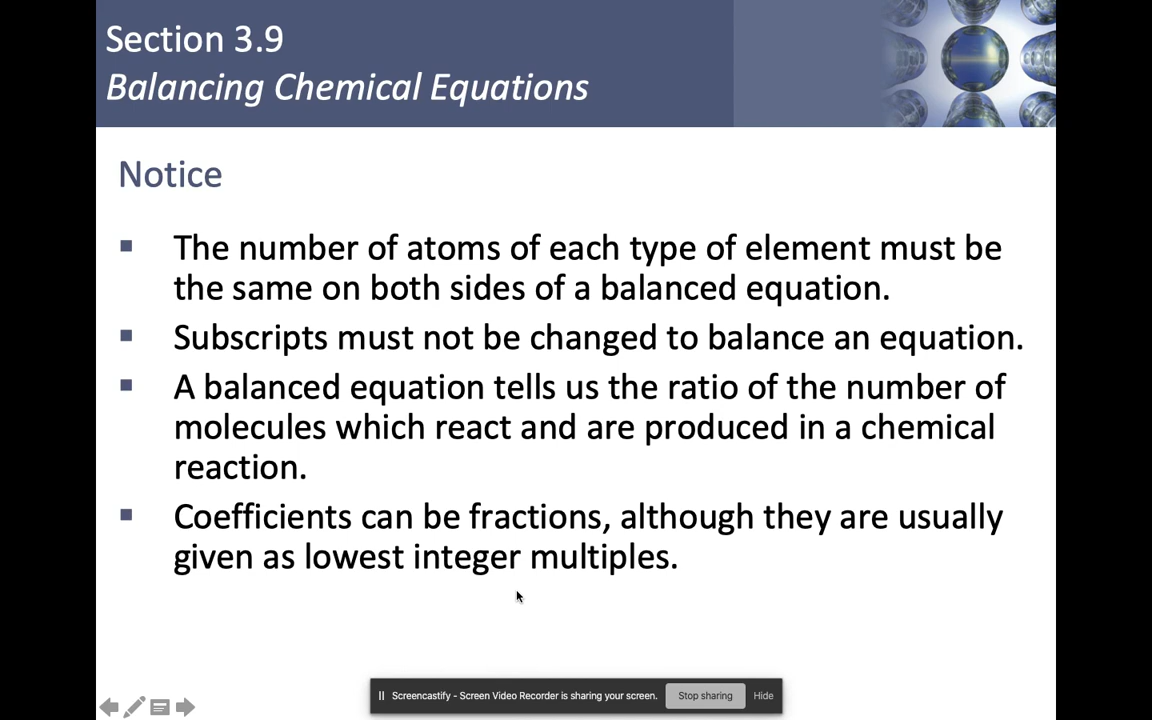 Section 3.9
Balancing Chemical Equations
Notice
▪ The number of atoms of each type of element must be
the same on both sides of a balanced equation.
▪ Subscripts must not be changed to balance an equation.
▪ A balanced equation tells us the ratio of the number of
molecules which react and are produced in a chemical
reaction.
▪ Coefficients can be fractions, although they are usually
given as lowest integer multiples.
Screencastify - Screen Video Recorder is sharing your screen. Stop sharing Hide